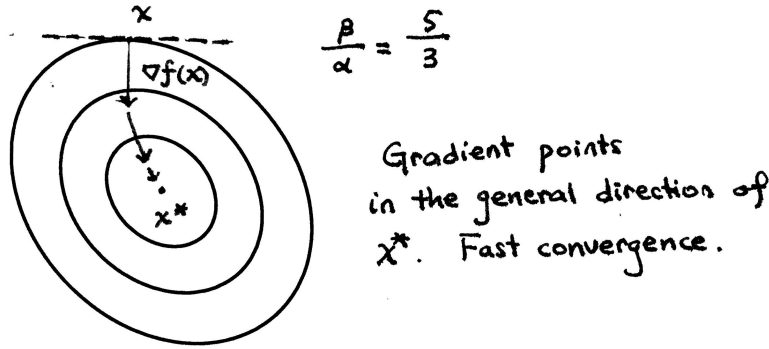 x
∇f(x)
x*
β/α = 5/3
Gradient points
in the general direction of
x*. Fast convergence.